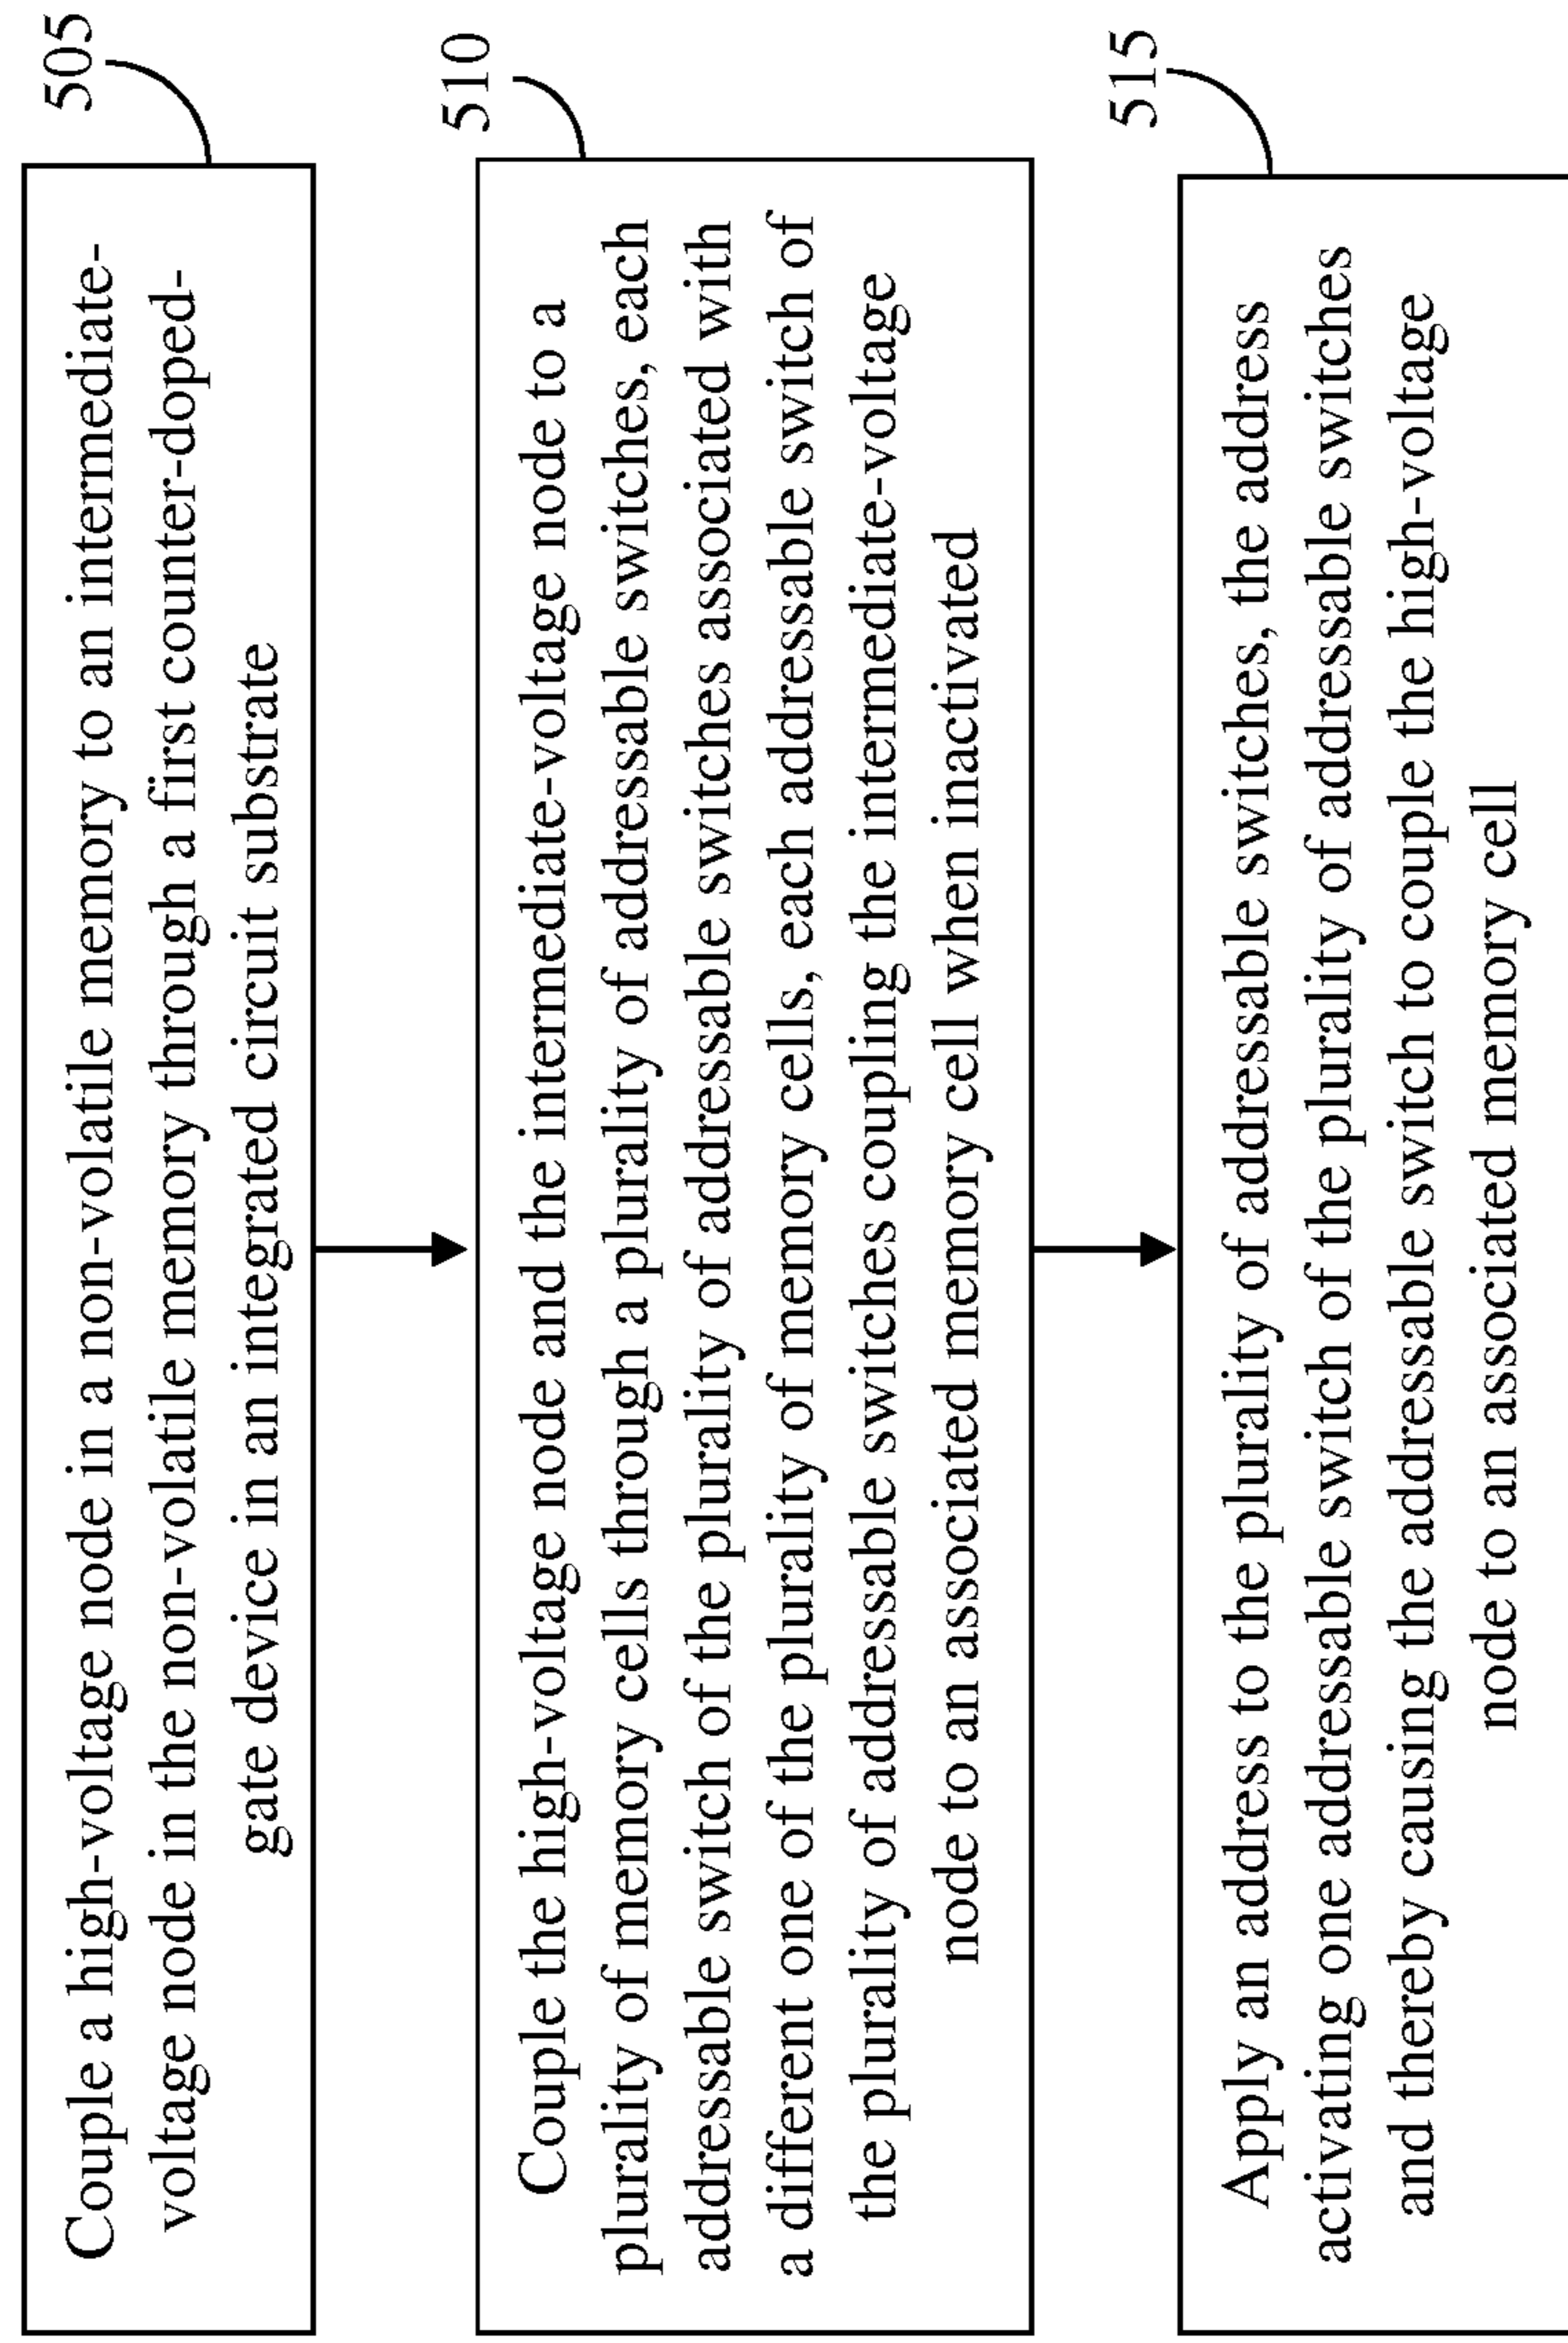 505
Couple a high-voltage node in a non-volatile memory to an intermediate-
voltage node in the non-volatile memory through a first counter-doped-
gate device in an integrated circuit substrate
510
Couple the high-voltage node and the intermediate-voltage node to a
plurality of memory cells through a plurality of addressable switches, each
addressable switch of the plurality of addressable switches associated with
a different one of the plurality of memory cells, each addressable switch of
the plurality of addressable switches coupling the intermediate-voltage
node to an associated memory cell when inactivated
515
Apply an address to the plurality of addressable switches, the address
activating one addressable switch of the plurality of addressable switches
and thereby causing the addressable switch to couple the high-voltage
node to an associated memory cell